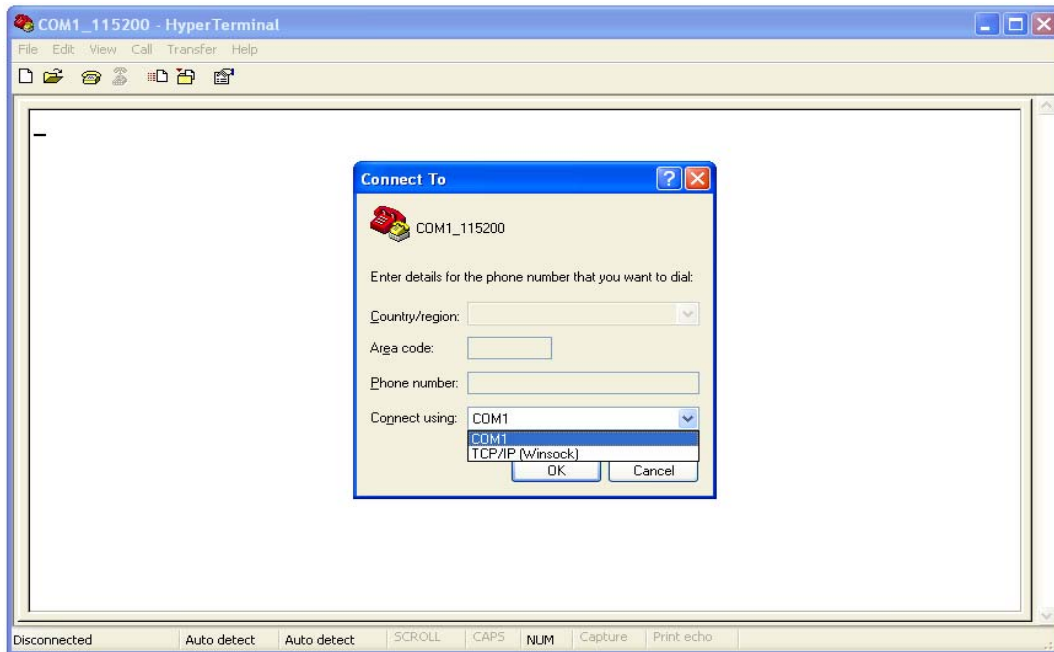 COM1_115200 - HyperTerminal
File Edit View Call Transfer Help
Connect To
COM1_115200
Enter details for the phone number that you want to dial:
Country/region:
Area code:
Phone number:
Connect using: COM1
COM1
TCP/IP (Winsock)
OK Cancel
Disconnected Auto detect Auto detect SCROLL CAPS NUM Capture Print echo